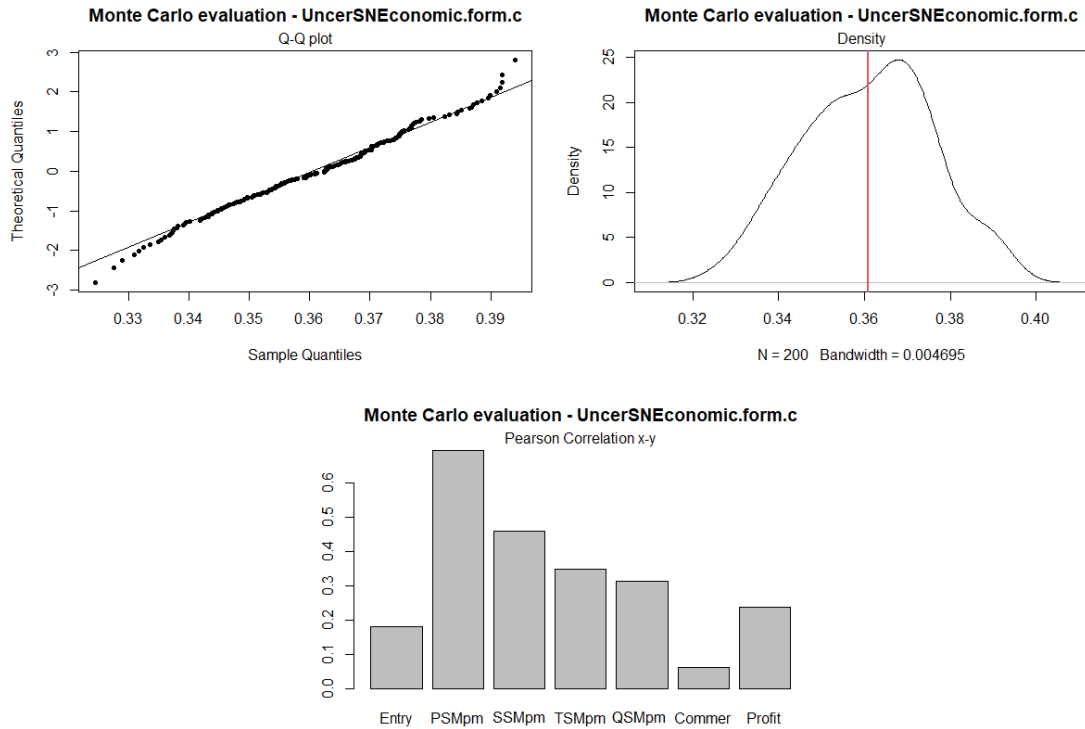 Monte Carlo evaluation - UncerSNEconomic.form.c
Q-Q plot
Theoretical Quantiles
3
2
1
0
-1
-2
-3
0.33 0.34 0.35 0.36 0.37 0.38 0.39
Sample Quantiles
Monte Carlo evaluation - UncerSNEconomic.form.c
Density
Density
25
20
15
10
5
0
0.32 0.34 0.36 0.38 0.40
N = 200 Bandwidth = 0.004695
Monte Carlo evaluation - UncerSNEconomic.form.c
Pearson Correlation x-y
0.6
0.5
0.4
0.3
0.2
0.1
0.0
Entry PSMpm SSMpm TSMpm QSMpm Commer Profit